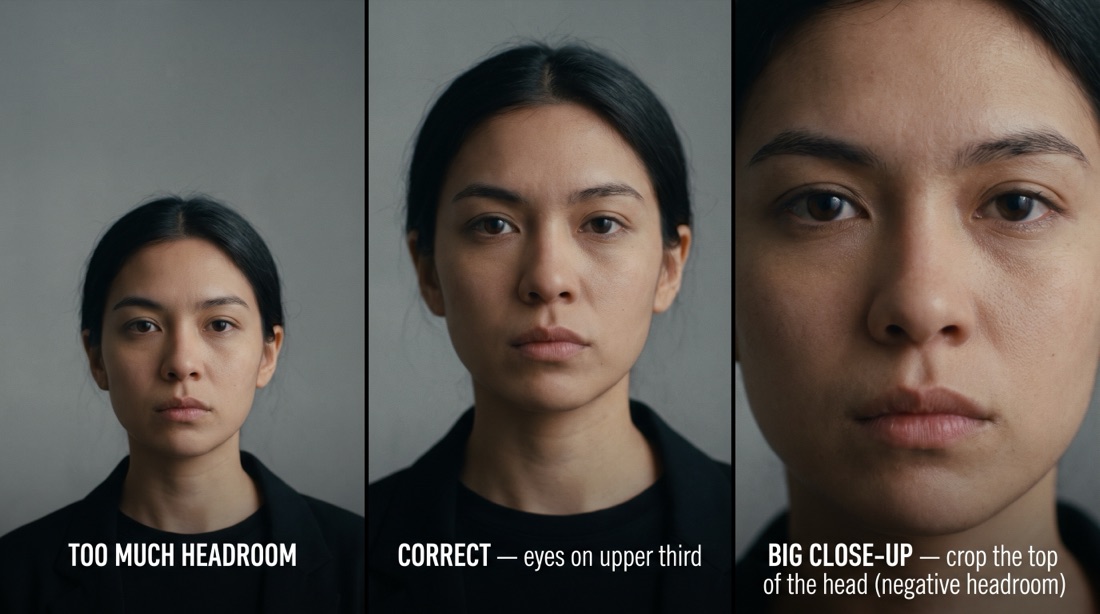 TOO MUCH HEADROOM
CORRECT — eyes on upper third
BIG CLOSE-UP — crop the top
of the head (negative headroom)